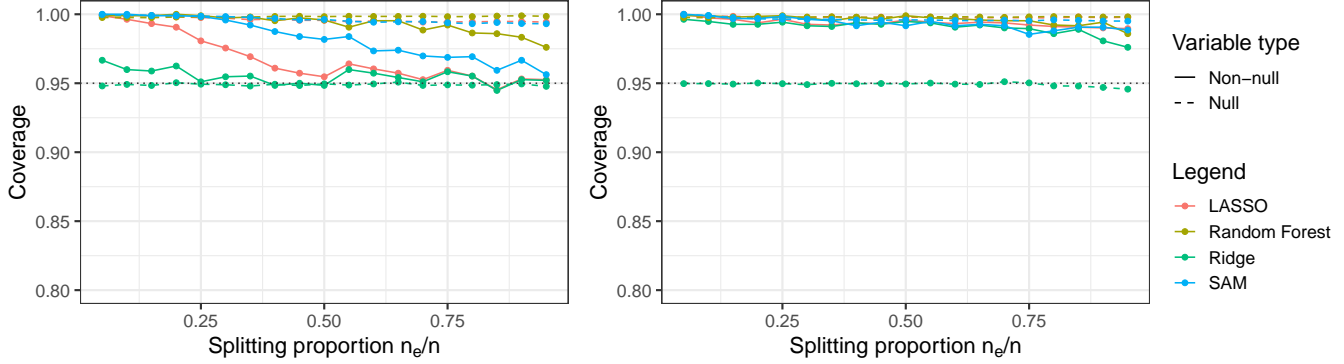 1.00
0.95
0.90
0.85
0.80
Coverage
0.25
0.50
0.75
Splitting proportion nₑ/n
1.00
0.95
0.90
0.85
0.80
Coverage
0.25
0.50
0.75
Splitting proportion nₑ/n
Variable type
Non−null
Null
Legend
LASSO
Random Forest
Ridge
SAM